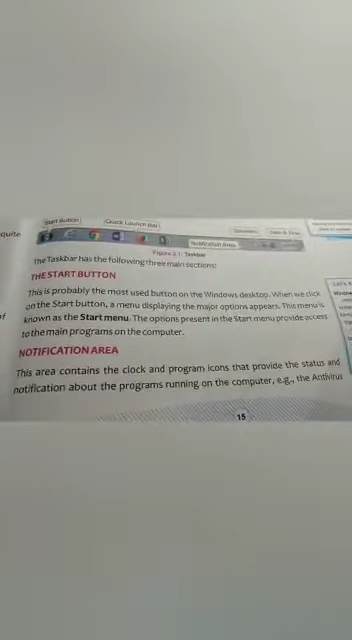 Start Button
Quick Launch Bar
quite
Speakers
Date & Time
Notification Area
Figure 2.1: Taskbar
The Taskbar has the following three main sections:
THE START BUTTON
This is probably the most used button on the Windows desktop. When we click
on the Start button, a menu displaying the major options appears. This menu is
known as the Start menu. The options present in the Start menu provide access
to the main programs on the computer.
Let's
NOTIFICATION AREA
This area contains the clock and program icons that provide the status and
notification about the programs running on the computer, e.g., the Antivirus
15